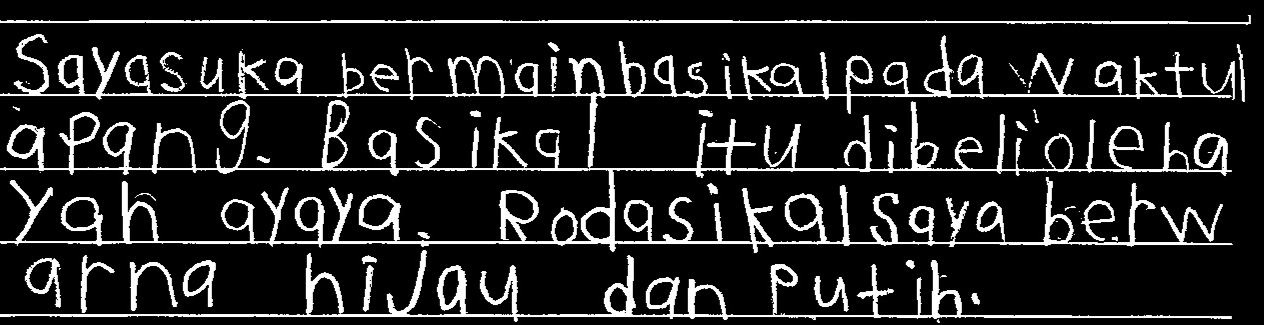 Sayasuka bermainbasikalpada waktul
apang. Basikal itu dibelioleha
yah ayaya. Rodasikalsaya berw
arna hijau dan putih.